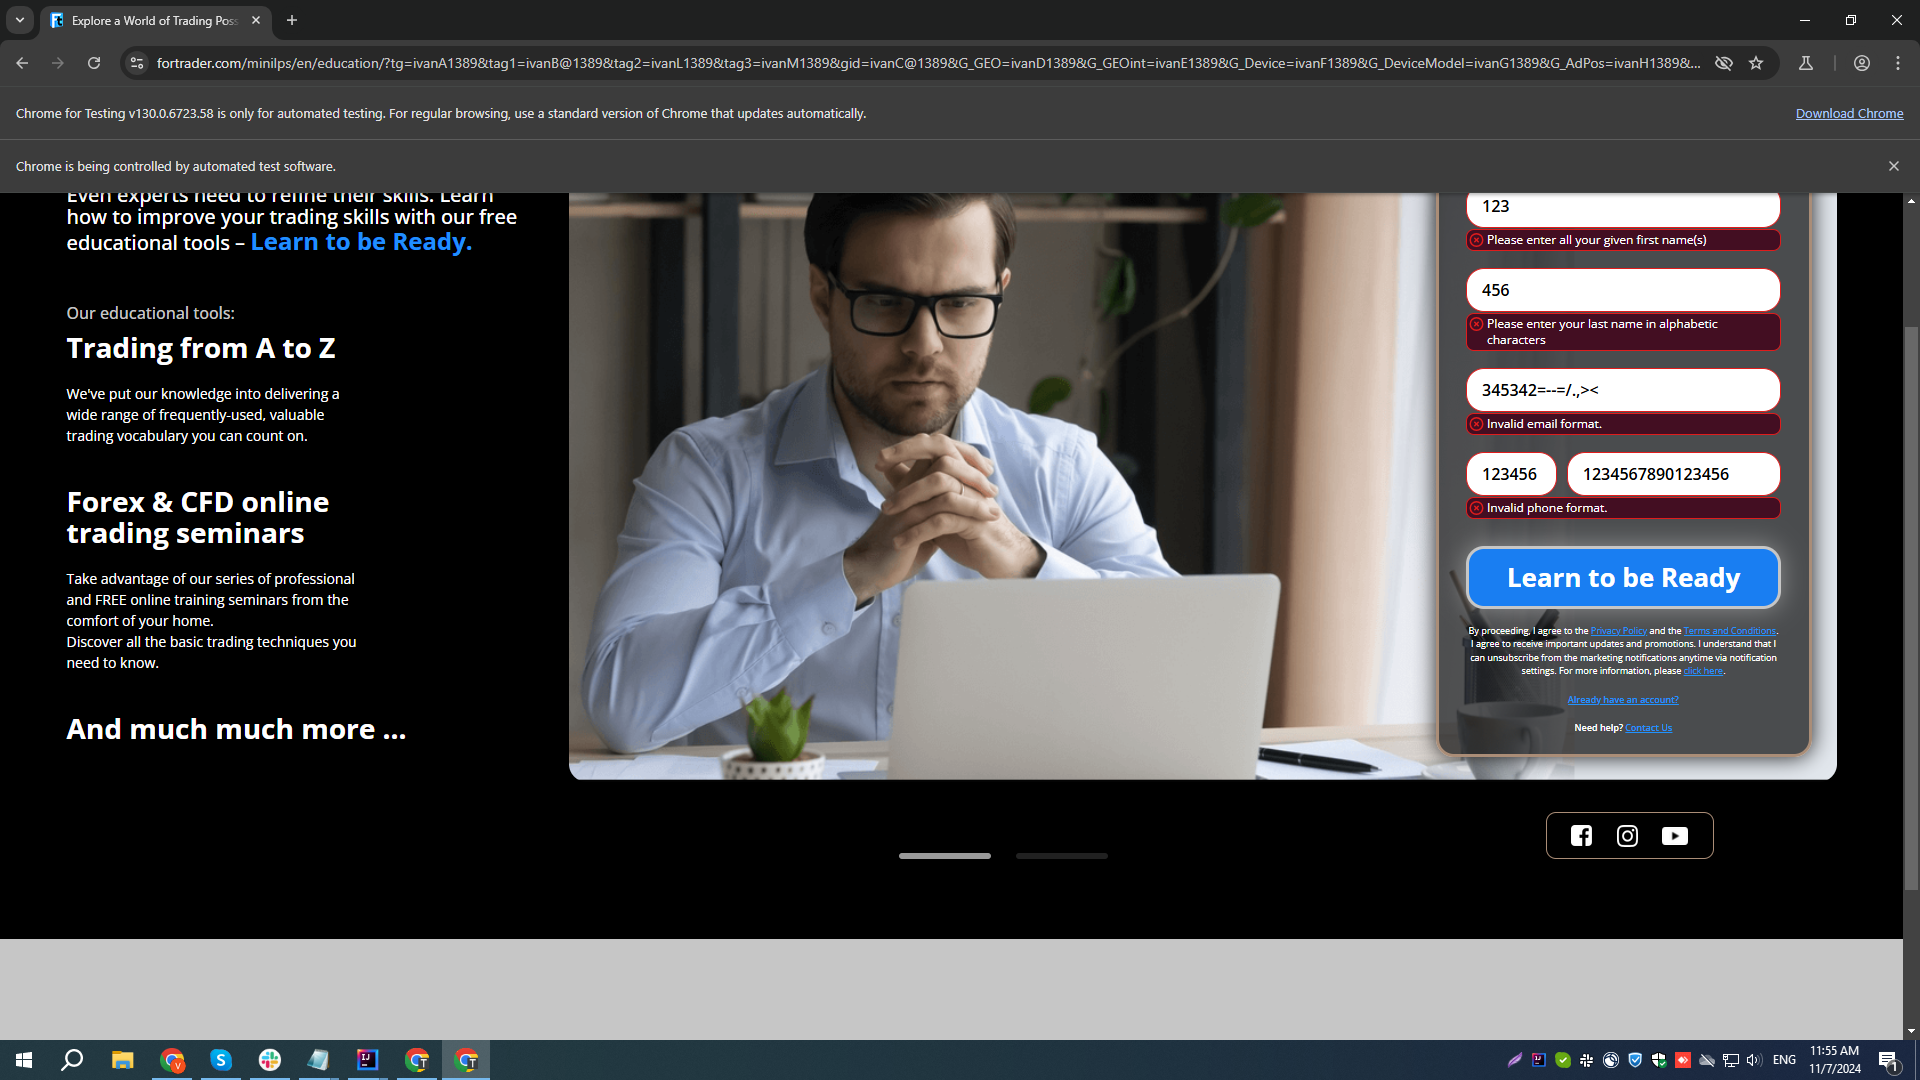 Explore a World of Trading Poss
fortrader.com/minilps/en/education/?tg=ivanA1389&tag1=ivanB@1389&tag2=ivanL1389&tag3=ivanM1389&gid=ivanC@1389&G_GEO=ivanD1389&G_GEOint=ivanE1389&G_Device=ivanF1389&G_DeviceModel=ivanG1389&G_AdPos=ivanH1389&...
Chrome for Testing v130.0.6723.58 is only for automated testing. For regular browsing, use a standard version of Chrome that updates automatically.
Download Chrome
Chrome is being controlled by automated test software.
Even experts need to refine their skills. Learn
how to improve your trading skills with our free
educational tools – Learn to be Ready.
Our educational tools:
Trading from A to Z
We've put our knowledge into delivering a
wide range of frequently-used, valuable
trading vocabulary you can count on.
Forex & CFD online
trading seminars
Take advantage of our series of professional
and FREE online training seminars from the
comfort of your home.
Discover all the basic trading techniques you
need to know.
And much much more ...
123
Please enter all your given first name(s)
456
Please enter your last name in alphabetic
characters
345342=--=/.,><
Invalid email format.
123456
1234567890123456
Invalid phone format.
Learn to be Ready
By proceeding, I agree to the Privacy Policy and the Terms and Conditions.
I agree to receive important updates and promotions. I understand that I
can unsubscribe from the marketing notifications anytime via notification
settings. For more information, please click here.
Already have an account?
Need help? Contact Us
ENG
11:55 AM
11/7/2024
1